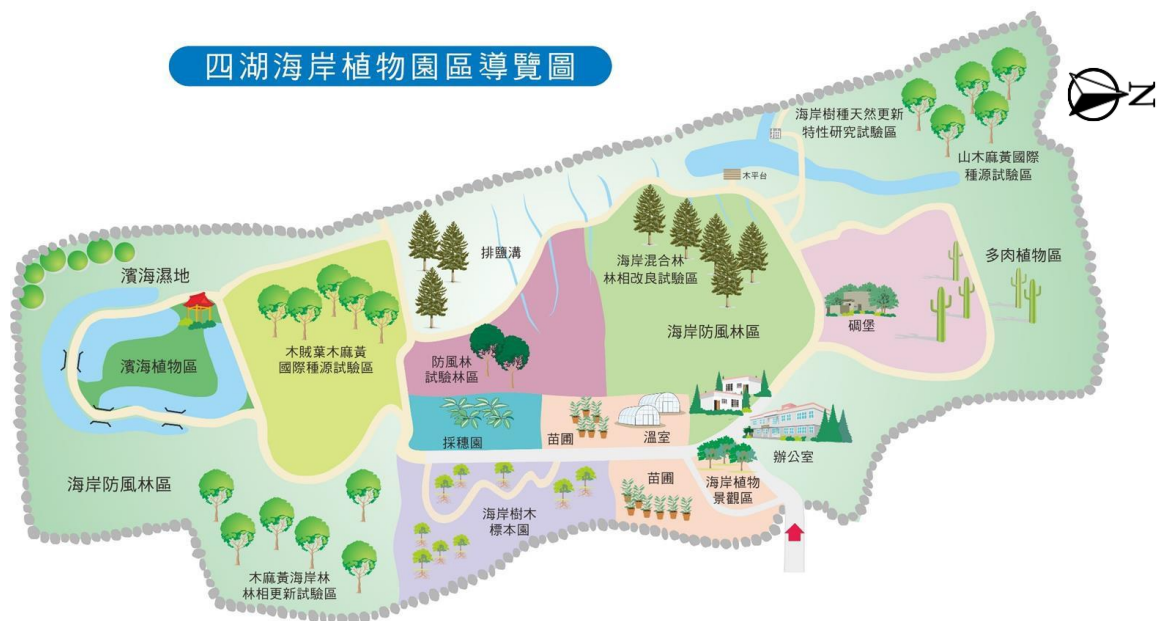 四湖海岸植物園區導覽圖
N
海岸樹種天然更新
特性研究試驗區
山木麻黃國際
種源試驗區
木平台
排鹽溝
海岸混合林
林相改良試驗區
多肉植物區
濱海濕地
碉堡
海岸防風林區
濱海植物區
木賊葉木麻黃
國際種源試驗區
防風林
試驗林區
採穗園
苗圃
溫室
辦公室
海岸防風林區
苗圃
海岸植物
景觀區
海岸樹木
標本園
木麻黃海岸林
林相更新試驗區